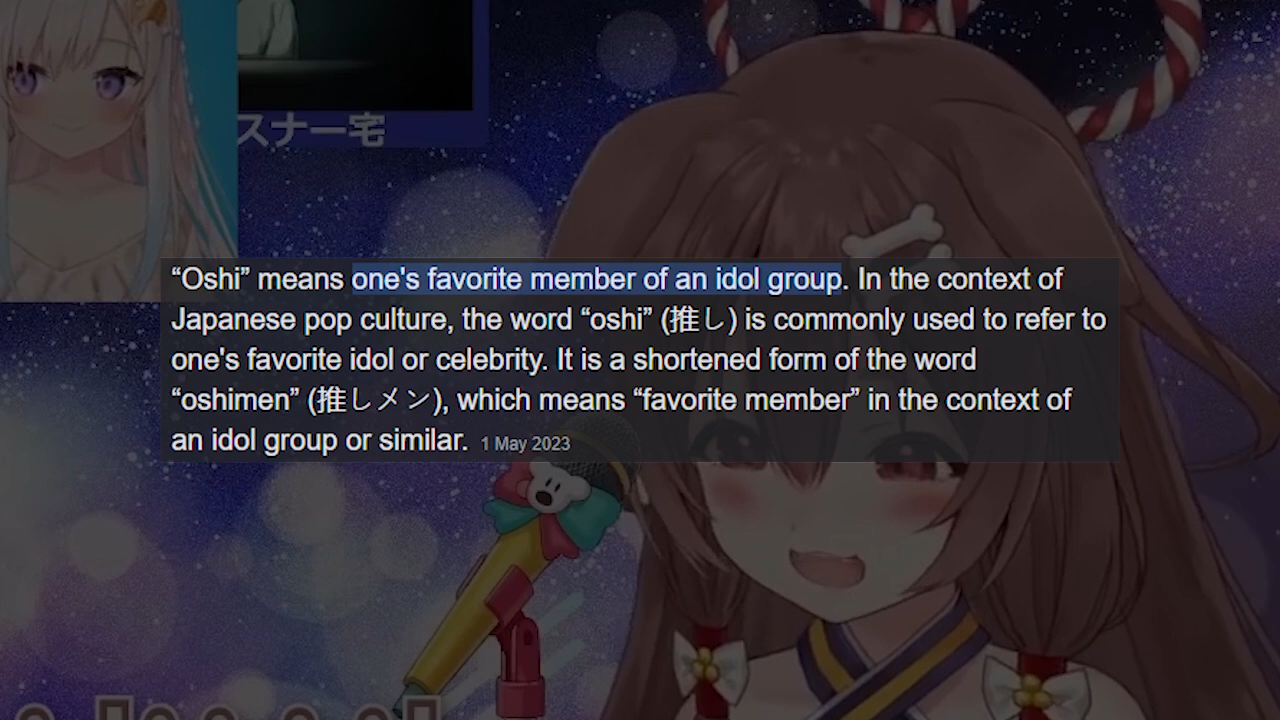 スナー宅
“Oshi” means one's favorite member of an idol group. In the context of
Japanese pop culture, the word “oshi” (推し) is commonly used to refer to
one's favorite idol or celebrity. It is a shortened form of the word
“oshimen” (推しメン), which means “favorite member” in the context of
an idol group or similar. 1 May 2023